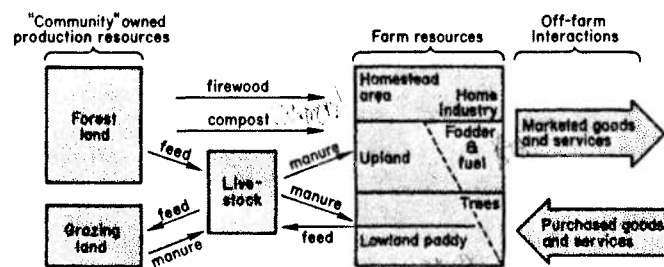 "Community" owned
production resources
Farm resources
Off-farm
Interactions
Forest
land
firewood
compost
feed
Live-
stock
manure
manure
feed
feed
manure
Grazing
land
Homestead
area
Home
Industry
Upland
Fodder
&
fuel
Trees
Lowland paddy
Marketed goods
and services
Purchased goods
and services